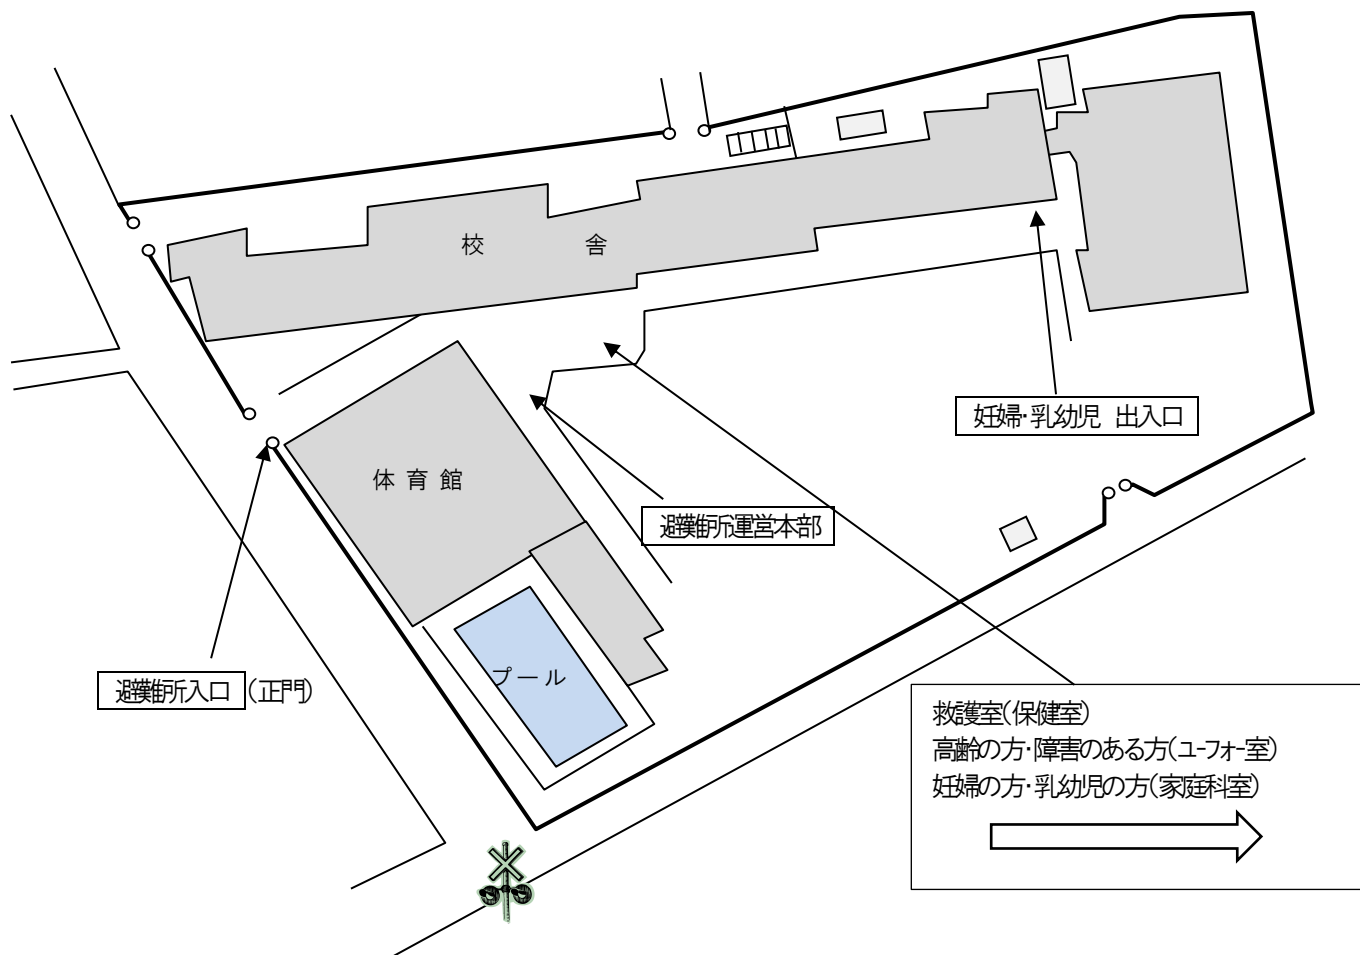 校 舎
妊婦・乳幼児 出入口
体育館
避難所運営本部
プール
避難所入口 (正門)
救護室(保健室)
高齢の方・障害のある方(ユーフォー室)
妊婦の方・乳幼児の方(家庭科室)